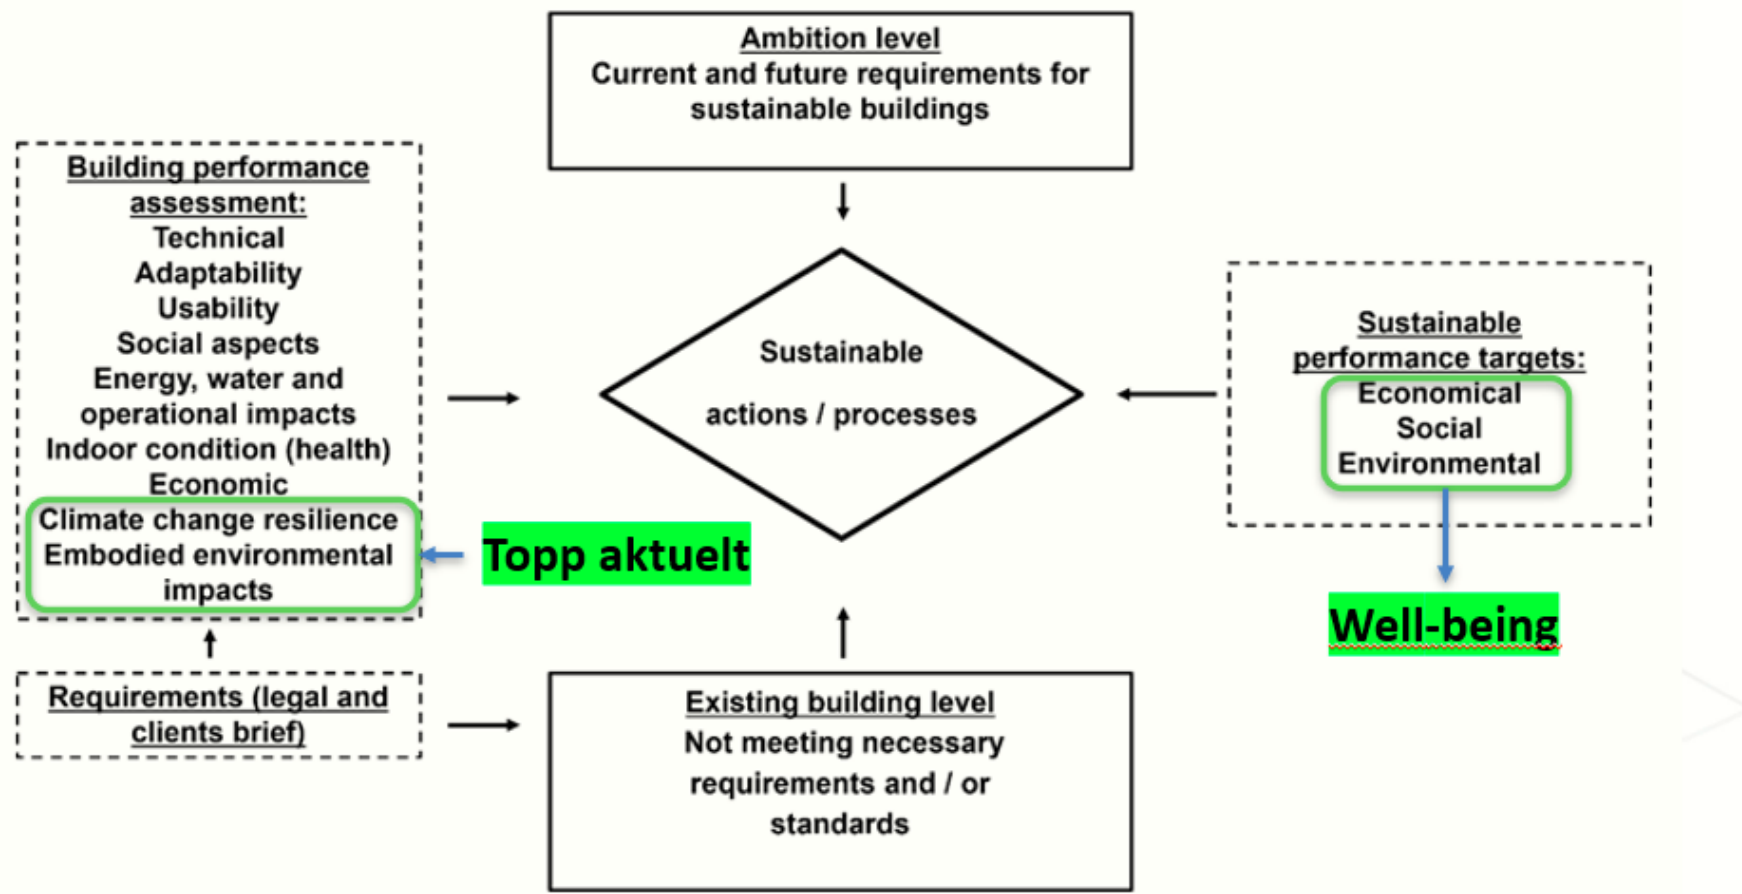 Ambition level
Current and future requirements for
sustainable buildings
Building performance
assessment:
Technical
Adaptability
Usability
Social aspects
Energy, water and
operational impacts
Indoor condition (health)
Economic
Climate change resilience
Embodied environmental
impacts
Sustainable
actions / processes
Sustainable
performance targets:
Economical
Social
Environmental
Topp aktuelt
Well-being
Requirements (legal and
clients brief)
Existing building level
Not meeting necessary
requirements and / or
standards